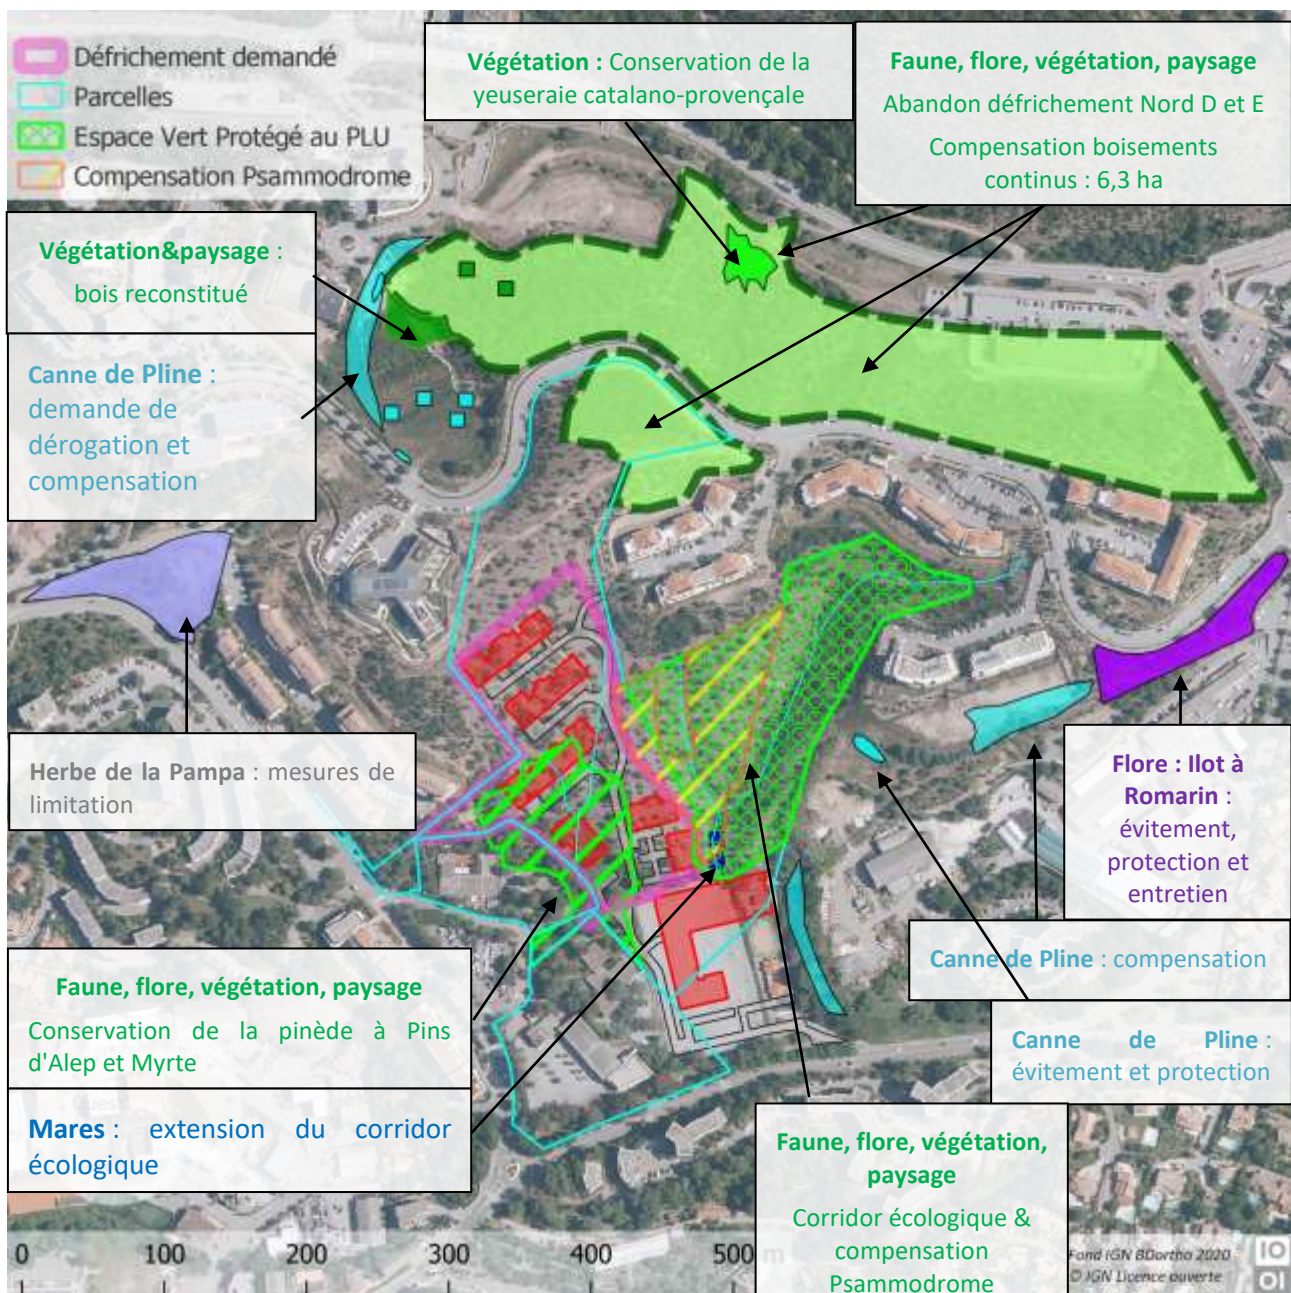 Défrichement demandé
Parcelles
Espace Vert Protégé au PLU
Compensation Psammodrome
Végétation : Conservation de la
yeuseraie catalano-provençale
Faune, flore, végétation, paysage
Abandon défrichement Nord D et E
Compensation boisements
continus : 6,3 ha
Végétation&paysage :
bois reconstitué
Canne de Pline :
demande de
dérogation et
compensation
Herbe de la Pampa : mesures de
limitation
Flore : Ilot à
Romarin :
évitement,
protection et
entretien
Canne de Pline : compensation
Canne de Pline :
évitement et protection
Faune, flore, végétation, paysage
Conservation de la pinède à Pins
d'Alep et Myrte
Mares : extension du corridor
écologique
Faune, flore, végétation,
paysage
Corridor écologique &
compensation
Psammodrome
0 100 200 300 400 500 m
Fond IGN BDortho 2020
© IGN Licence ouverte